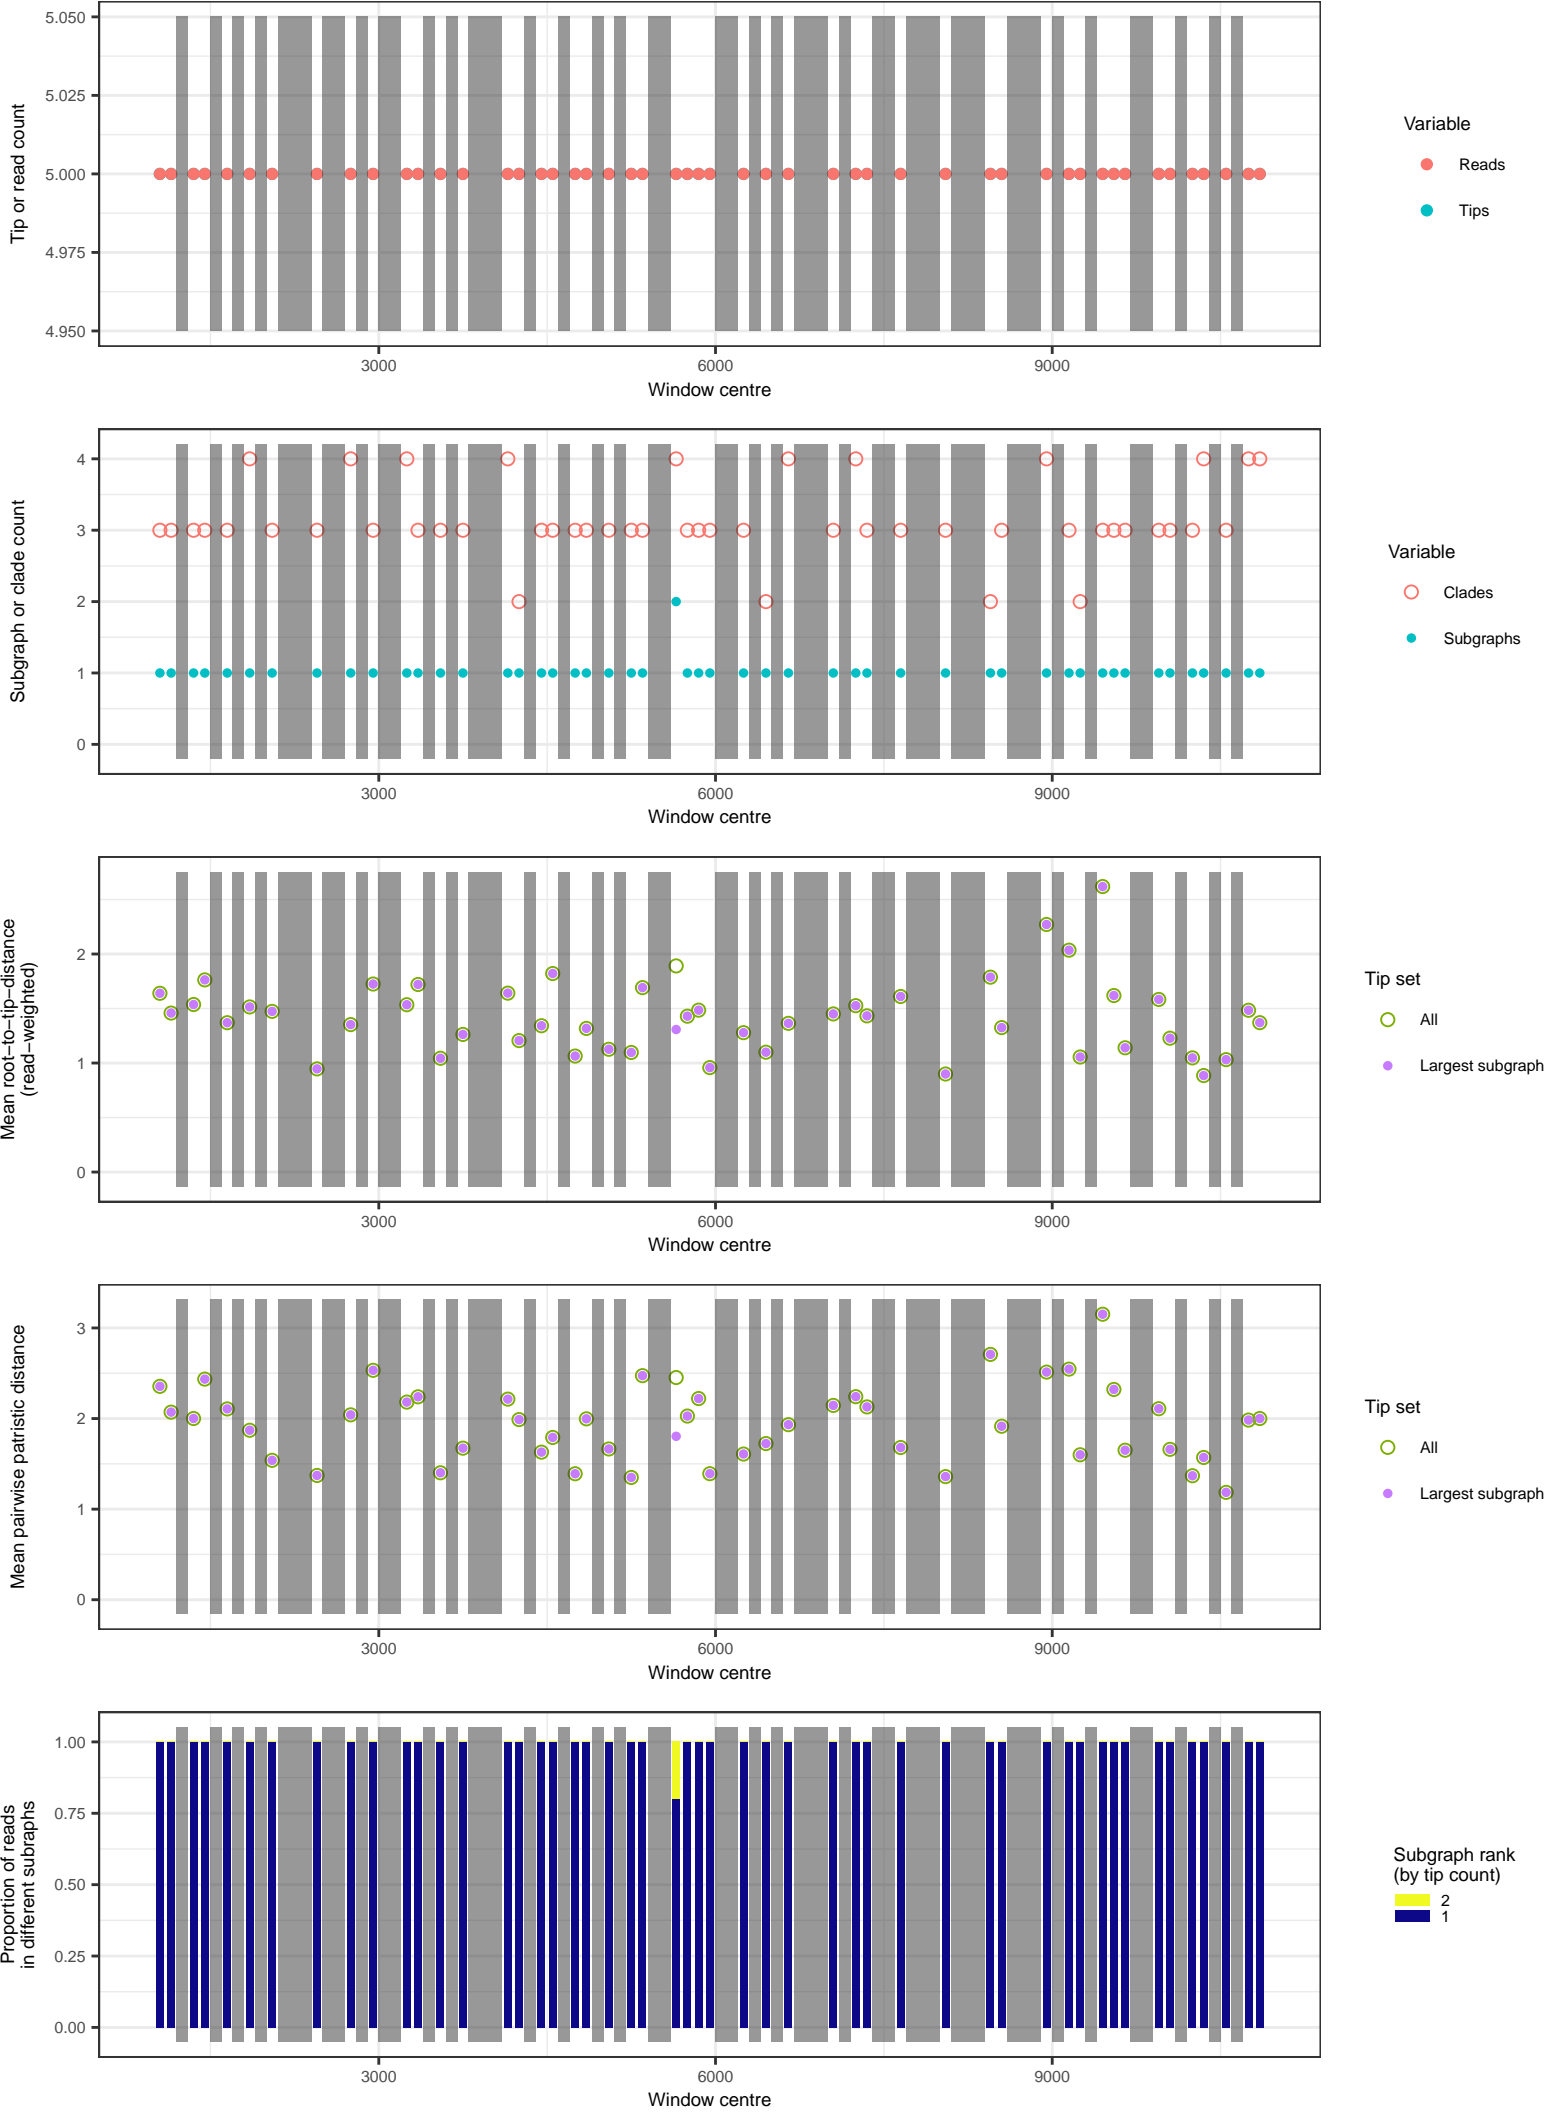 5.050
5.025
5.000
4.975
4.950
Tip or read count
3000
6000
9000
Window centre
Variable
Reads
Tips
4
3
2
1
0
Subgraph or clade count
3000
6000
9000
Window centre
Variable
Clades
Subgraphs
2
1
0
Mean root−to−tip−distance
(read−weighted)
3000
6000
9000
Window centre
Tip set
All
Largest subgraph
3
2
1
0
Mean pairwise patristic distance
3000
6000
9000
Window centre
Tip set
All
Largest subgraph
1.00
0.75
0.50
0.25
0.00
Proportion of reads
in different subraphs
3000
6000
9000
Window centre
Subgraph rank
(by tip count)
2
1